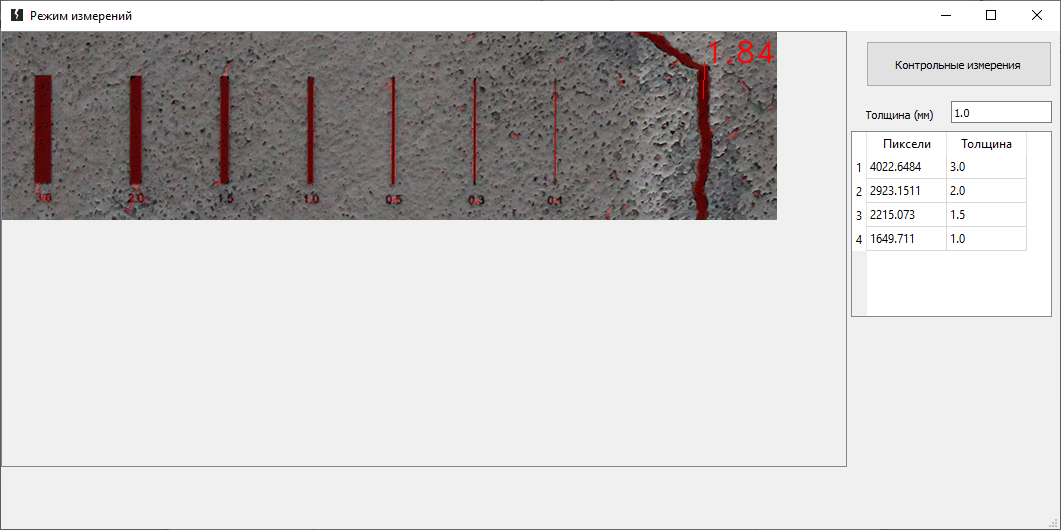 Режим измерений
1.84
3.0 2.0 1.5 1.0 0.5 0.3 0.1
Контрольные измерения
Толщина (мм) 1.0
Пиксели Толщина
1 4022.6484 3.0
2 2923.1511 2.0
3 2215.073 1.5
4 1649.711 1.0